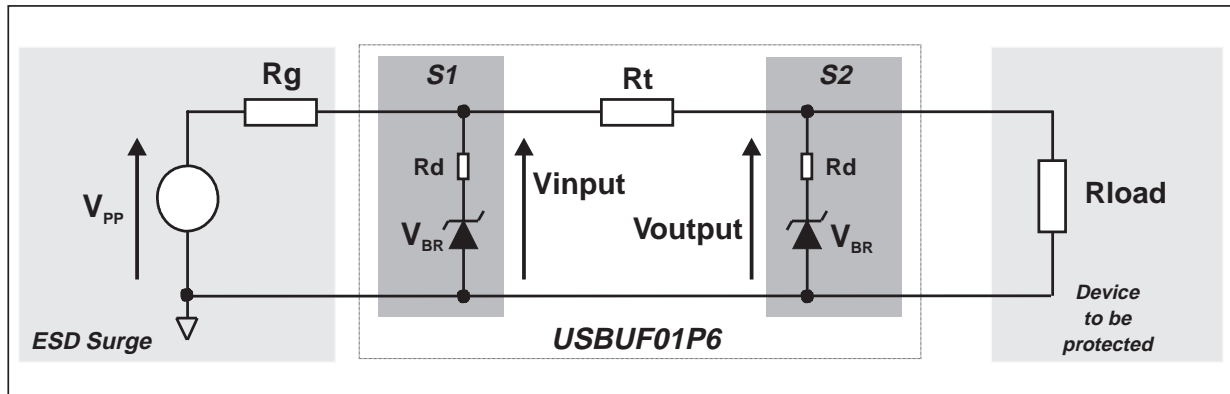 Rg
S1
Rt
S2
Rd
Rd
Vinput
Rload
VPP
Voutput
VBR
VBR
ESD Surge
USBUF01P6
Device
to be
protected